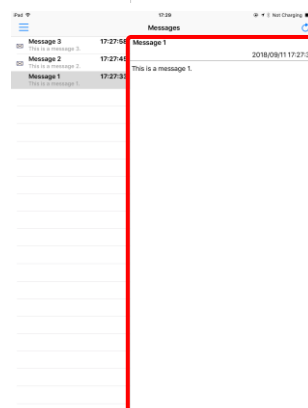 iPad 17:29 Not Charging
Messages
Message 3 17:27:58
This is a message 3.
Message 2 17:27:45
This is a message 2.
Message 1 17:27:33
This is a message 1.
Message 1
2018/09/11 17:27:3
This is a message 1.